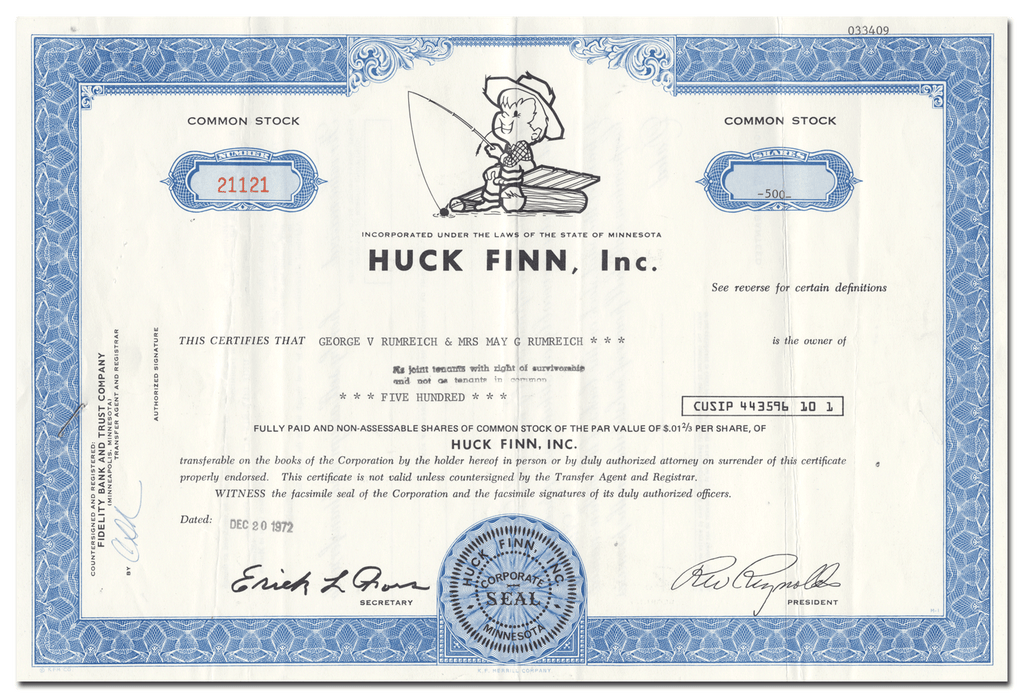 033409
COMMON STOCK
COMMON STOCK
NUMBER
21121
SHARES
-500-
INCORPORATED UNDER THE LAWS OF THE STATE OF MINNESOTA
HUCK FINN, Inc.
See reverse for certain definitions
THIS CERTIFIES THAT GEORGE V RUMREICH & MRS MAY G RUMREICH * * * is the owner of
As joint tenants with right of survivorship
and not as tenants in common
* * * FIVE HUNDRED * * *
CUSIP 443596 10 1
FULLY PAID AND NON-ASSESSABLE SHARES OF COMMON STOCK OF THE PAR VALUE OF $.01⅔ PER SHARE, OF
HUCK FINN, INC.
transferable on the books of the Corporation by the holder hereof in person or by duly authorized attorney on surrender of this certificate
properly endorsed. This certificate is not valid unless countersigned by the Transfer Agent and Registrar.
WITNESS the facsimile seal of the Corporation and the facsimile signatures of its duly authorized officers.
Dated: DEC 20 1972
COUNTERSIGNED AND REGISTERED:
FIDELITY BANK AND TRUST COMPANY
(MINNEAPOLIS, MINNESOTA)
TRANSFER AGENT AND REGISTRAR
BY
AUTHORIZED SIGNATURE
SECRETARY
HUCK FINN, INC.
CORPORATE
SEAL
MINNESOTA
PRESIDENT